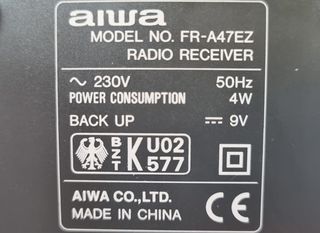 aiwa
MODEL NO. FR-A47EZ
RADIO RECEIVER
~ 230V 50Hz
POWER CONSUMPTION 4W
BACK UP ⎓ 9V
BZT K U02 577
AIWA CO.,LTD.
MADE IN CHINA CE